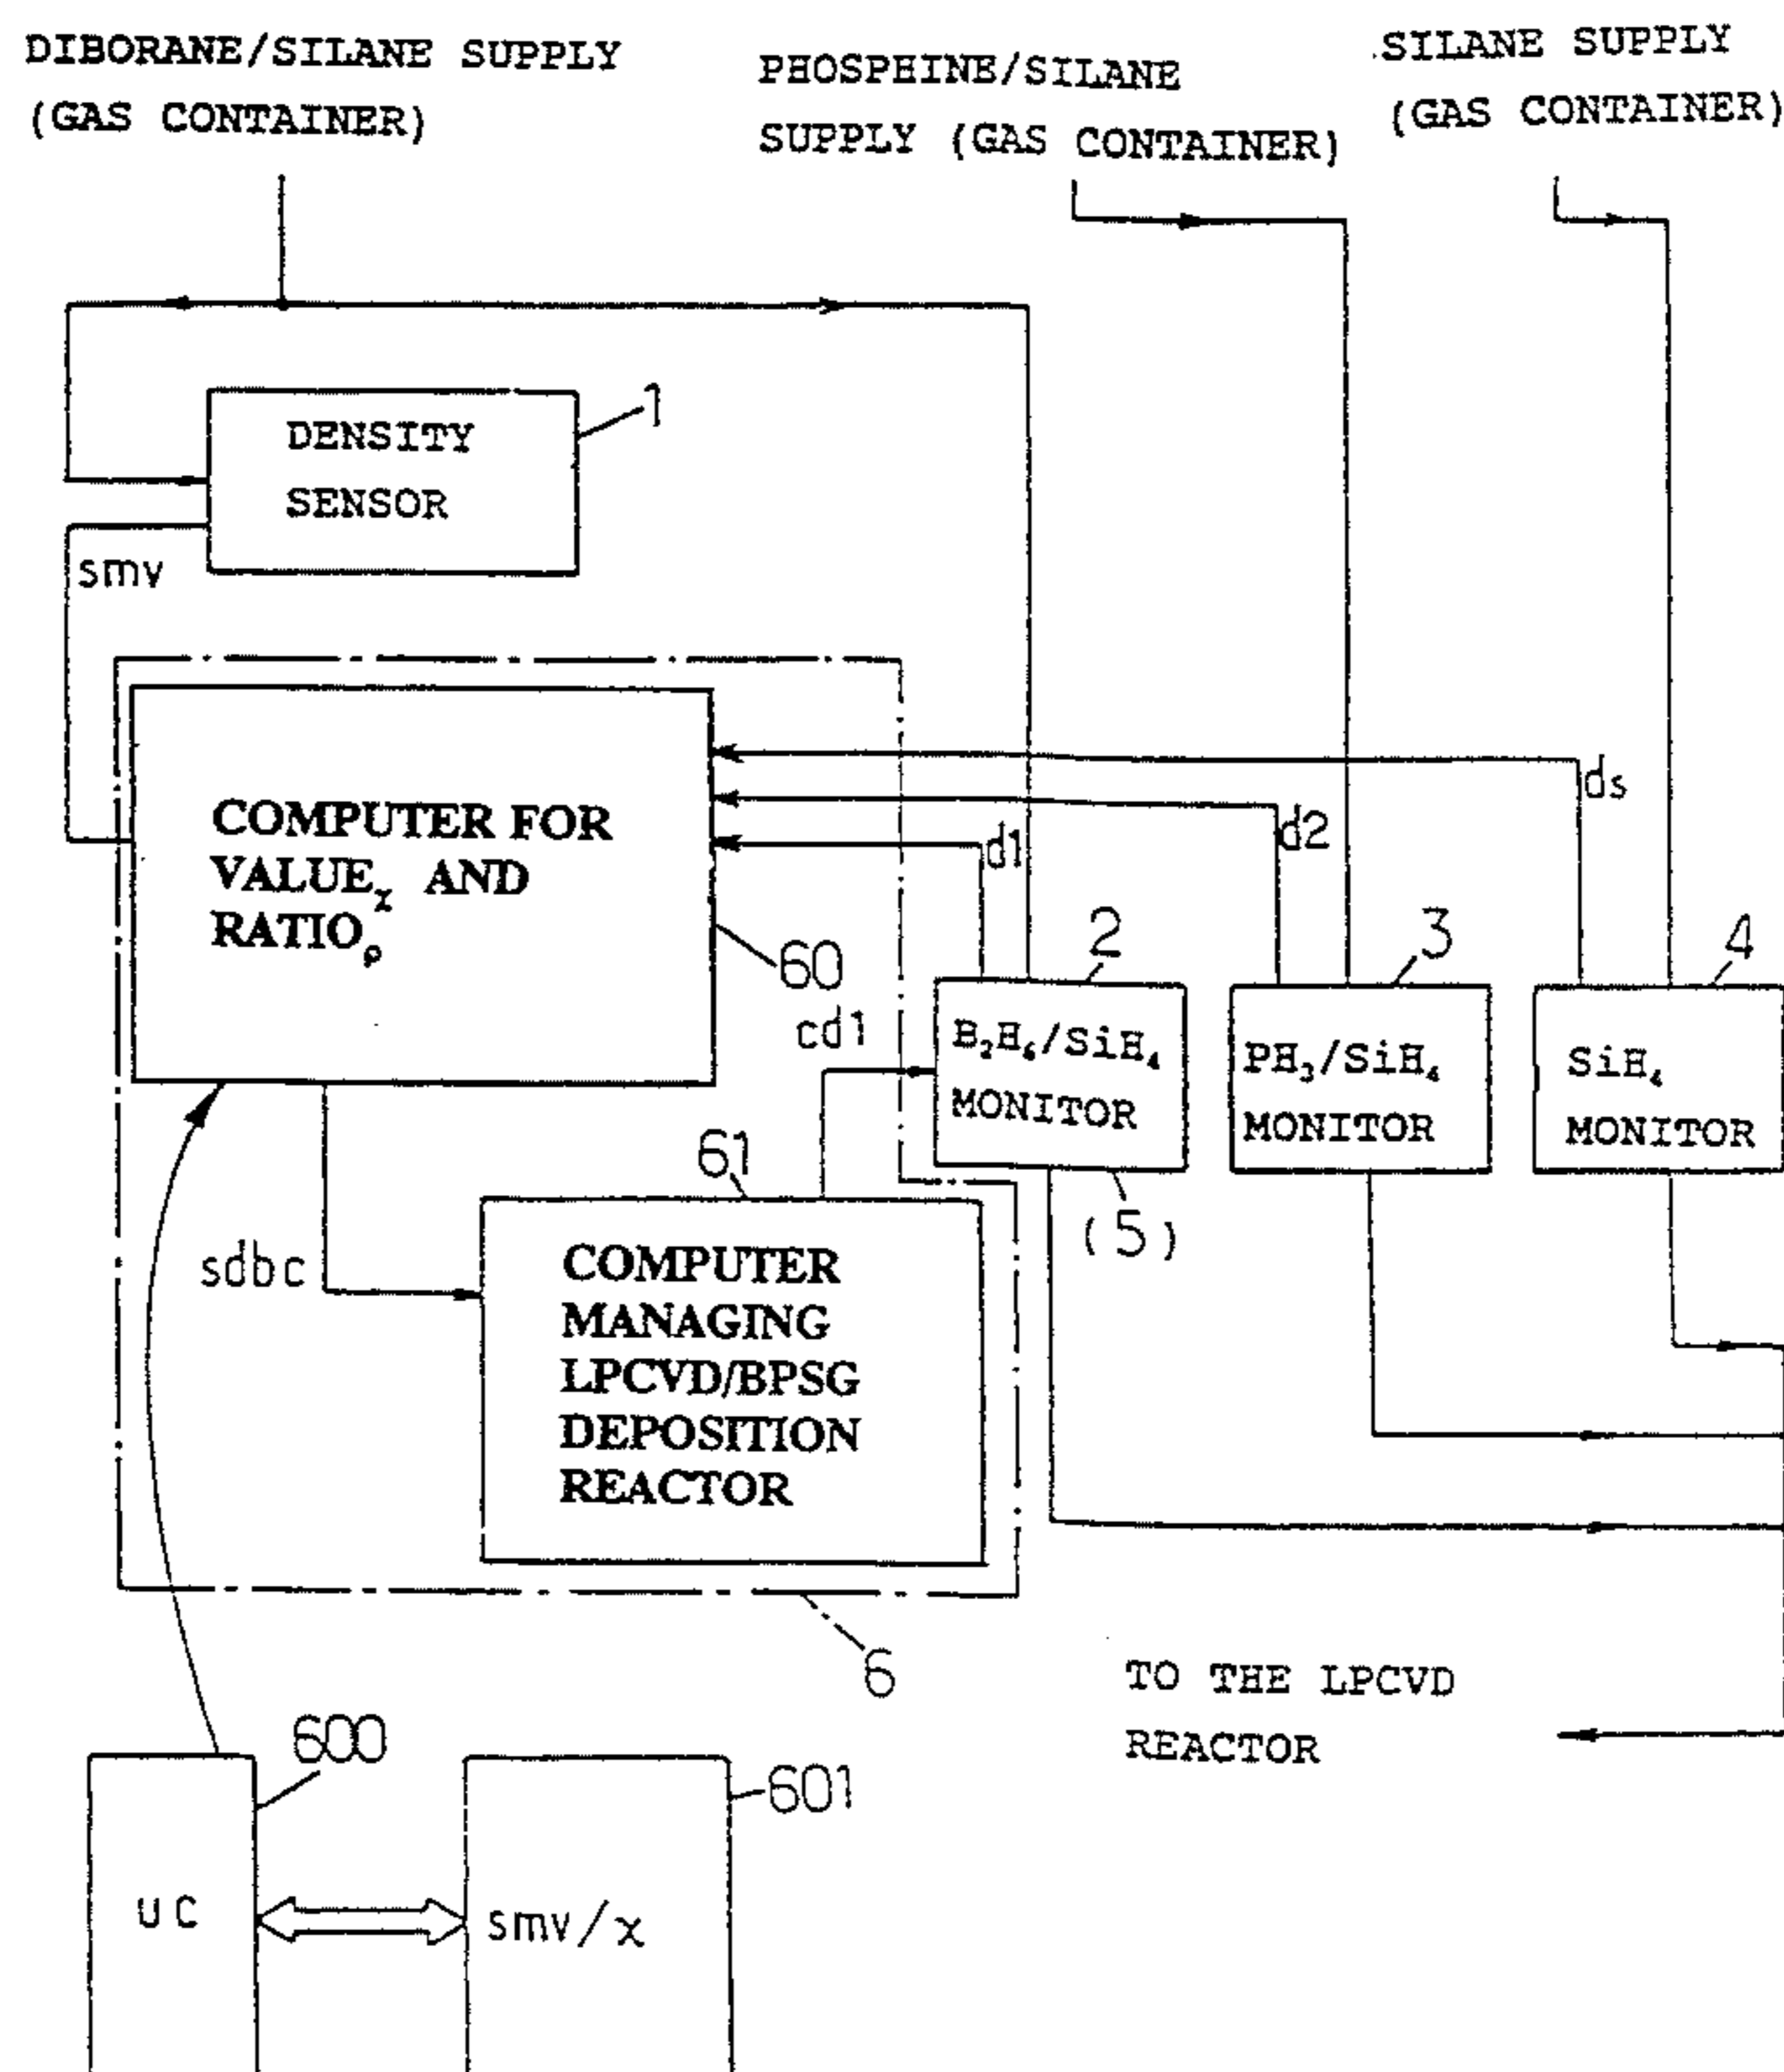 DIBORANE/SILANE SUPPLY
(GAS CONTAINER)
PHOSPHINE/SILANE
SUPPLY (GAS CONTAINER)
SILANE SUPPLY
(GAS CONTAINER)
DENSITY
SENSOR
1
smv
COMPUTER FOR
VALUEχ AND
RATIOρ
60
ds
d2
d1
cd1
2
3
4
B₂H₆/SiH₄
MONITOR
PH₃/SiH₄
MONITOR
SiH₄
MONITOR
(5)
61
sdbc
COMPUTER
MANAGING
LPCVD/BPSG
DEPOSITION
REACTOR
6
TO THE LPCVD
REACTOR
600
601
uc
smv/χ